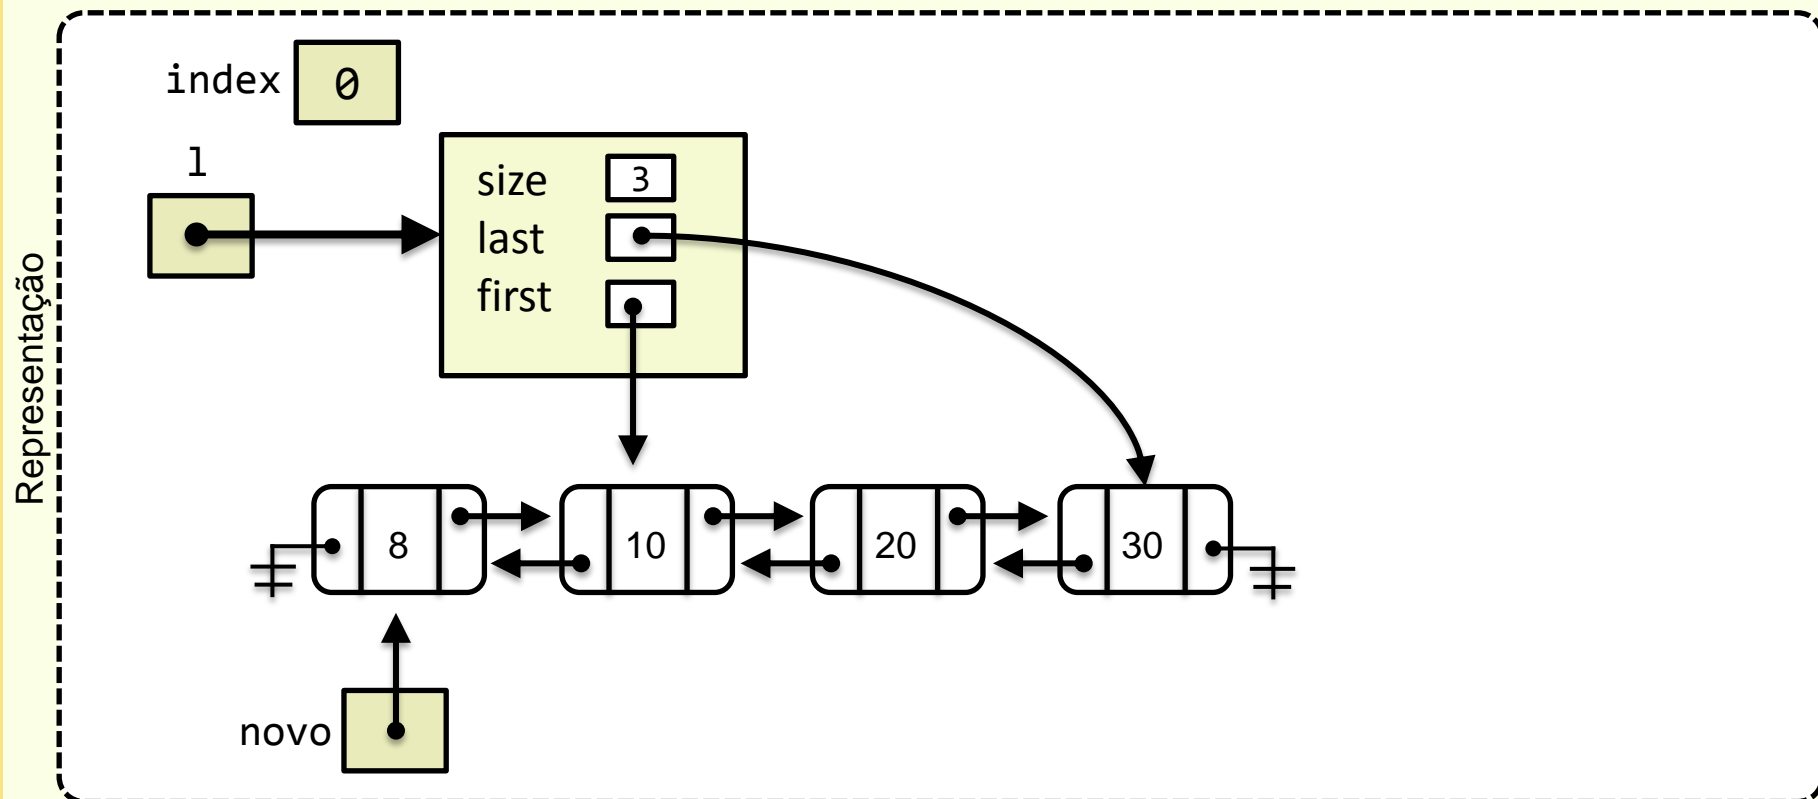 Representação
index 0
l
size 3
last
first
8 10 20 30
novo